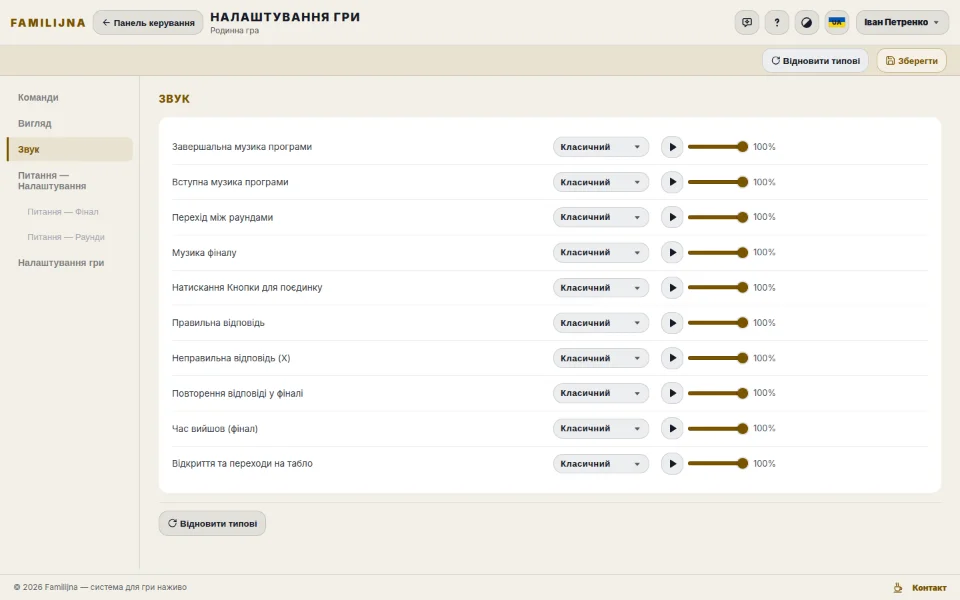 FAMILIJNA
← Панель керування
НАЛАШТУВАННЯ ГРИ
Родинна гра
?
UA
Іван Петренко
Відновити типові
Зберегти
Команди
Вигляд
Звук
Питання —
Налаштування
Питання — Фінал
Питання — Раунди
Налаштування гри
ЗВУК
Завершальна музика програми Класичний 100%
Вступна музика програми Класичний 100%
Перехід між раундами Класичний 100%
Музика фіналу Класичний 100%
Натискання Кнопки для поєдинку Класичний 100%
Правильна відповідь Класичний 100%
Неправильна відповідь (X) Класичний 100%
Повторення відповіді у фіналі Класичний 100%
Час вийшов (фінал) Класичний 100%
Відкриття та переходи на табло Класичний 100%
Відновити типові
© 2026 Familijna — система для гри наживо
Контакт